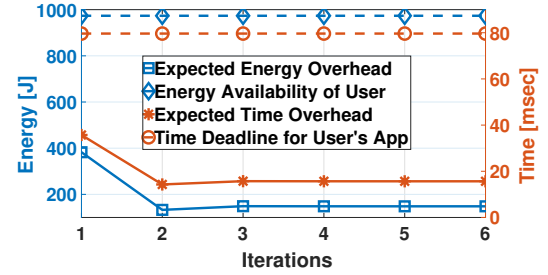 1000
800
600
400
200
Energy [J]
80
60
40
20
0
Time [msec]
Expected Energy Overhead
Energy Availability of User
Expected Time Overhead
Time Deadline for User's App
1 2 3 4 5 6
Iterations